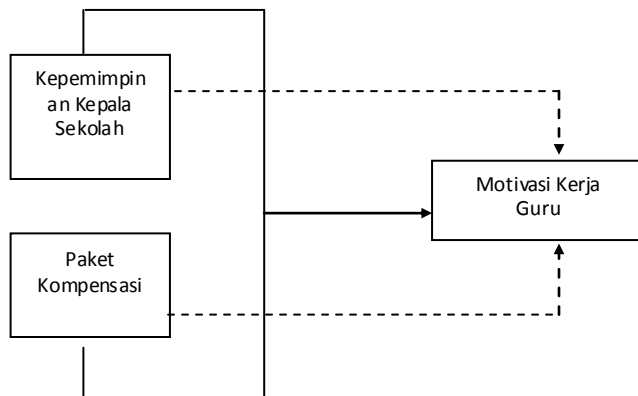 Kepemimpin
an Kepala
Sekolah
Motivasi Kerja
Guru
Paket
Kompensasi